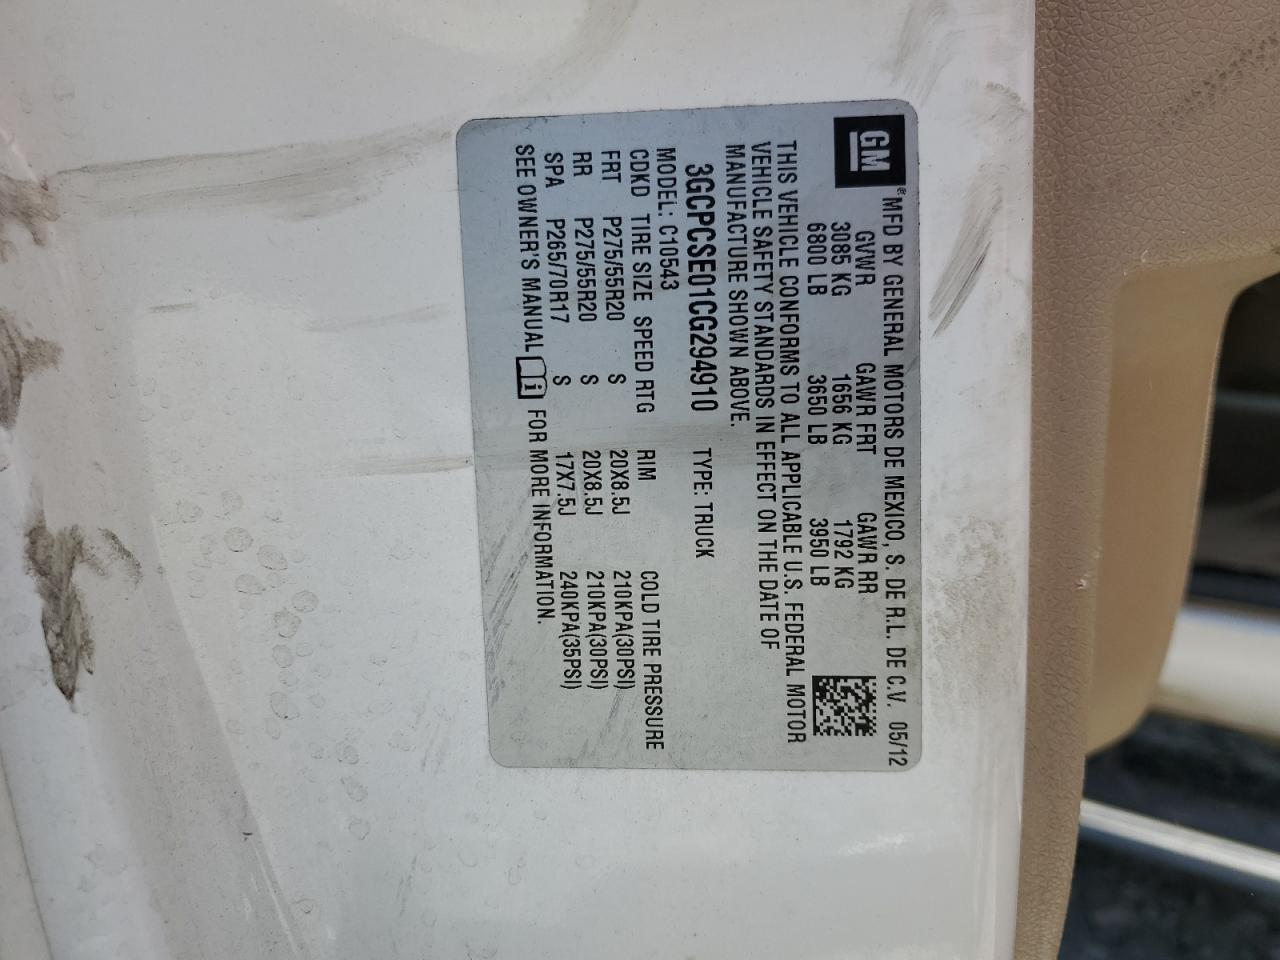 GM
® MFD BY GENERAL MOTORS DE MEXICO, S. DE R.L. DE C.V. 05/12
GVWR GAWR FRT GAWR RR
3085 KG 1656 KG 1792 KG
6800 LB 3650 LB 3950 LB
THIS VEHICLE CONFORMS TO ALL APPLICABLE U.S. FEDERAL MOTOR
VEHICLE SAFETY STANDARDS IN EFFECT ON THE DATE OF
MANUFACTURE SHOWN ABOVE.
3GCPCSE01CG294910 TYPE: TRUCK
MODEL: C10543
CDKD TIRE SIZE SPEED RTG RIM COLD TIRE PRESSURE
FRT P275/55R20 S 20X8.5J 210KPA(30PSI)
RR P275/55R20 S 20X8.5J 210KPA(30PSI)
SPA P265/70R17 S 17X7.5J 240KPA(35PSI)
SEE OWNER'S MANUAL i FOR MORE INFORMATION.